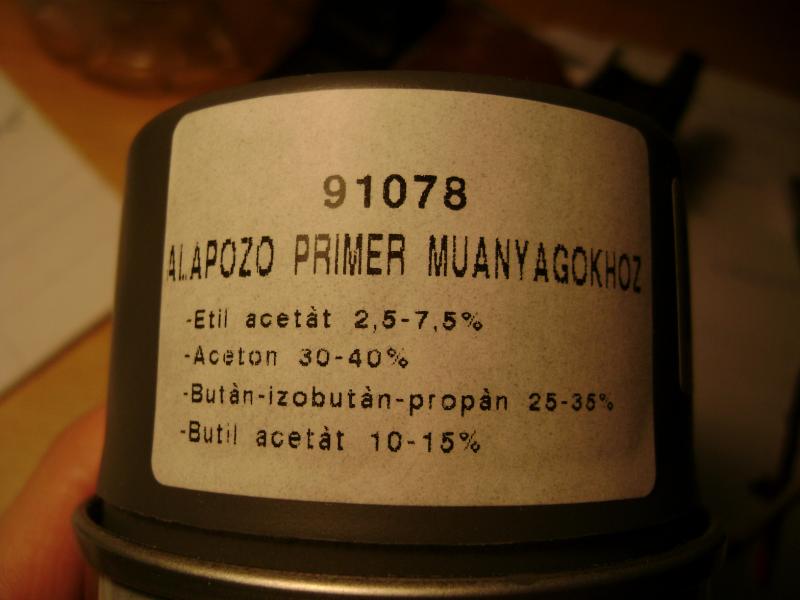 91078
ALAPOZO PRIMER MUANYAGOKHOZ
-Etil acetàt 2,5-7,5%
-Aceton 30-40%
-Butàn-izobutàn-propàn 25-35%
-Butil acetàt 10-15%